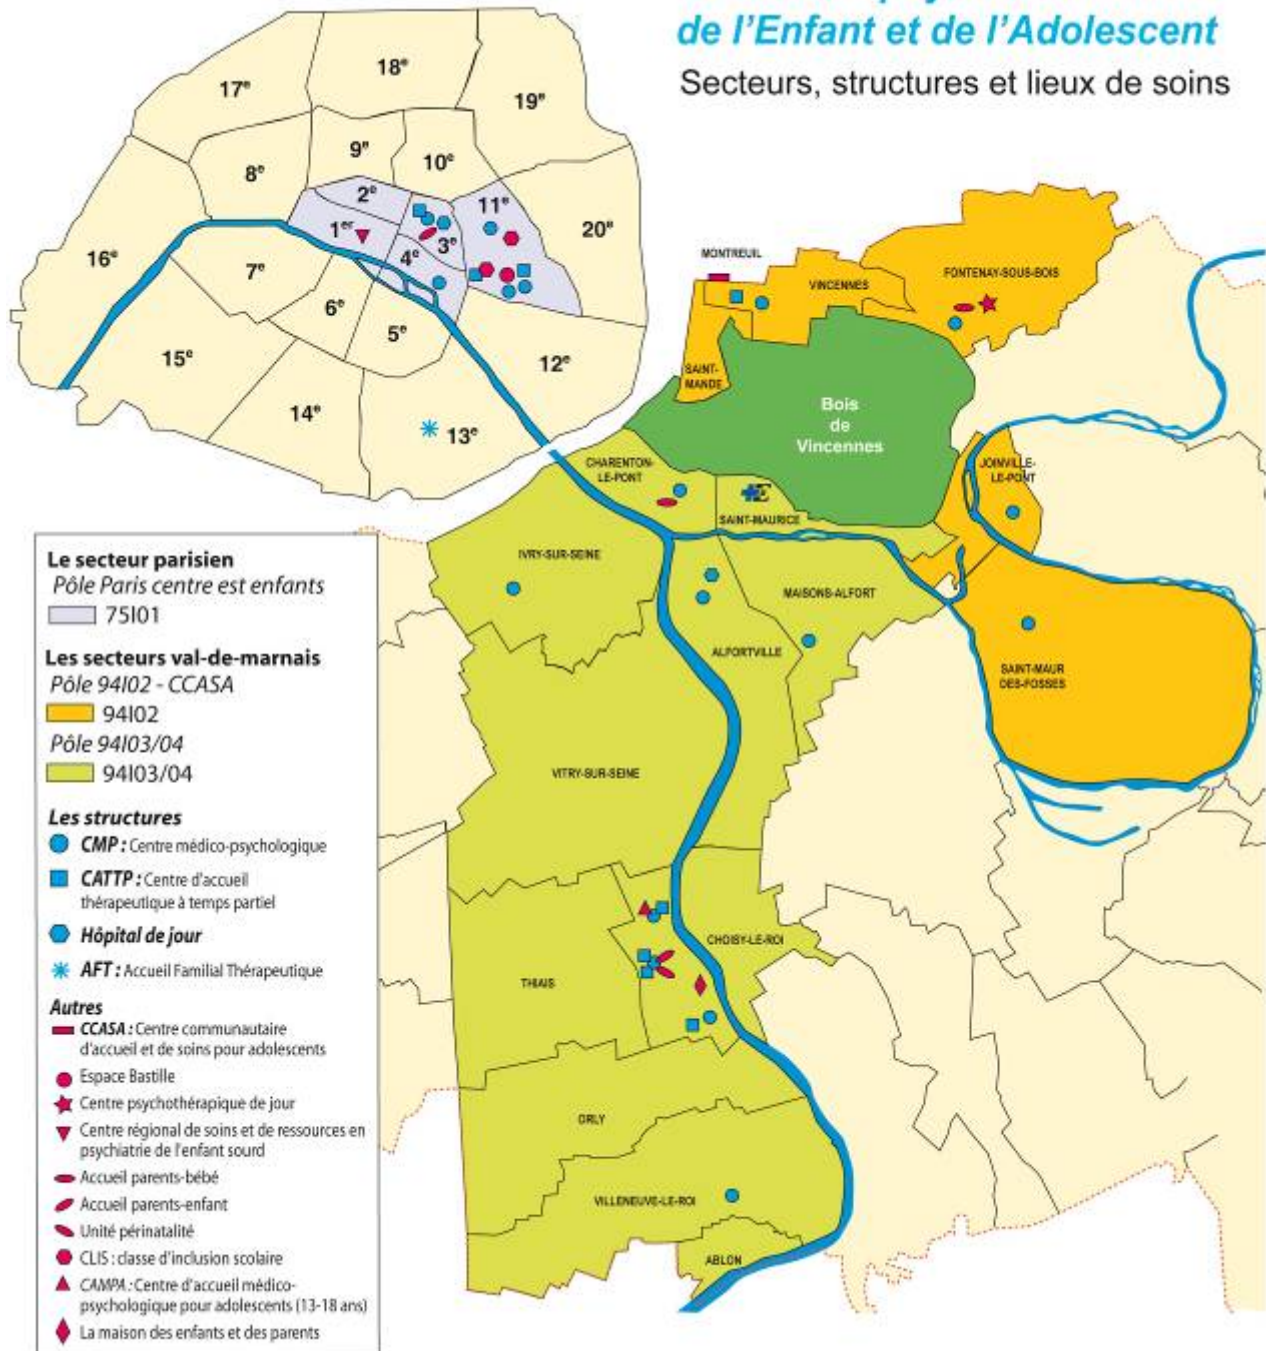 de l'Enfant et de l'Adolescent
Secteurs, structures et lieux de soins
17e
18e
19e
8e
9e
10e
2e
11e
1er
3e
20e
16e
7e
4e
6e
5e
15e
12e
14e
13e
MONTREUIL
VINCENNES
FONTENAY-SOUS-BOIS
SAINT-
MANDE
Bois
de
Vincennes
CHARENTON-
LE-PONT
JOINVILLE-
LE-PONT
SAINT-MAURICE
IVRY-SUR-SEINE
MAISONS-ALFORT
ALFORTVILLE
SAINT-MAUR
DES-FOSSES
VITRY-SUR-SEINE
CHOISY-LE-ROI
THIAIS
ORLY
VILLENEUVE-LE-ROI
ABLON
Le secteur parisien
Pôle Paris centre est enfants
75I01
Les secteurs val-de-marnais
Pôle 94I02 - CCASA
94I02
Pôle 94I03/04
94I03/04
Les structures
CMP : Centre médico-psychologique
CATTP : Centre d'accueil
thérapeutique à temps partiel
Hôpital de jour
AFT : Accueil Familial Thérapeutique
Autres
CCASA : Centre communautaire
d'accueil et de soins pour adolescents
Espace Bastille
Centre psychothérapique de jour
Centre régional de soins et de ressources en
psychiatrie de l'enfant sourd
Accueil parents-bébé
Accueil parents-enfant
Unité périnatalité
CLIS : classe d'inclusion scolaire
CAMPA : Centre d'accueil médico-
psychologique pour adolescents (13-18 ans)
La maison des enfants et des parents